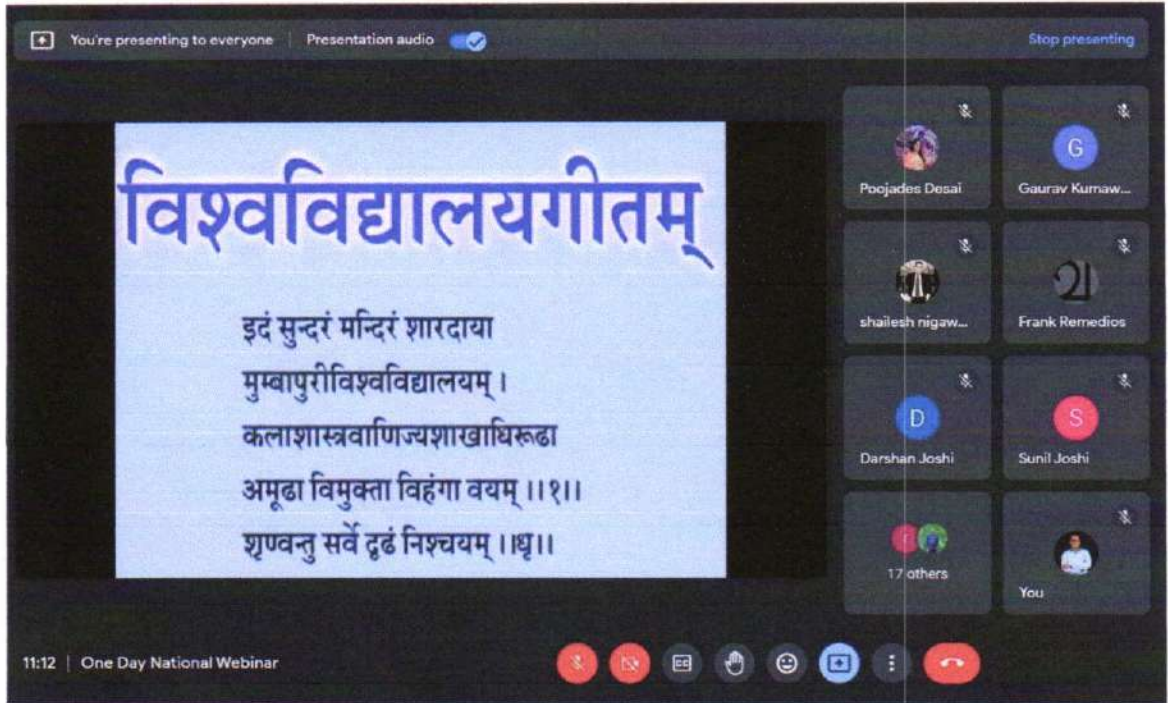 You're presenting to everyone | Presentation audio
Stop presenting
विश्वविद्यालयगीतम्
इदं सुन्दरं मन्दिरं शारदाया
मुम्बापुरीविश्वविद्यालयम् ।
कलाशास्त्रवाणिज्यशाखाधिरूढा
अमूढा विमुक्ता विहंगा वयम् ।।१।।
शृण्वन्तु सर्वे दृढं निश्चयम् ।।धृ।।
Poojades Desai
G
Gaurav Kumaw...
shailesh nigaw...
Frank Remedios
D
Darshan Joshi
S
Sunil Joshi
17 others
You
11:12 | One Day National Webinar
CC